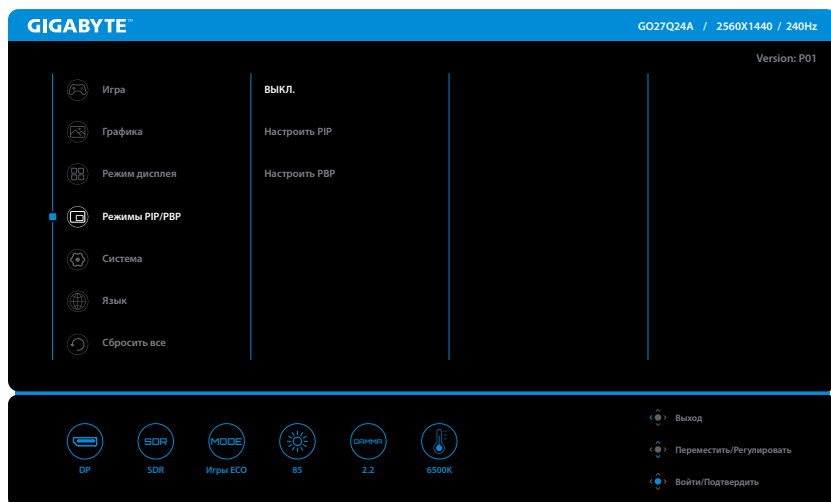 GIGABYTE™
GO27Q24A / 2560X1440 / 240Hz
Version: P01
Игра
Графика
Режим дисплея
Режимы PIP/PBP
Система
Язык
Сбросить все
ВЫКЛ.
Настроить PIP
Настроить PBP
DP
SDR
SDR
MODE
Игры ECO
85
GAMMA
2.2
6500K
Выход
Переместить/Регулировать
Войти/Подтвердить